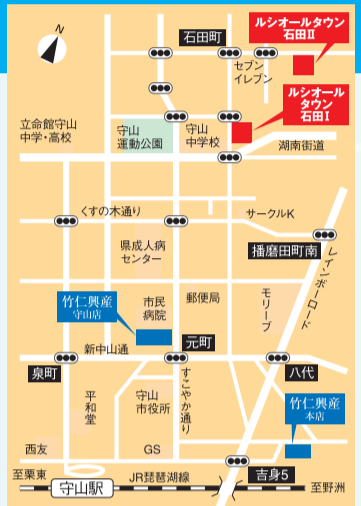 N
石田町
ルシオールタウン
石田Ⅱ
セブン
イレブン
ルシオール
タウン
石田Ⅰ
立命館守山
中学・高校
守山
運動公園
守山
中学校
湖南街道
くすの木通り
サークルK
県成人病
センター
播磨田町南
レインボーロード
竹仁興産
守山店
市民
病院
郵便局
モリーブ
新中山通
元町
泉町
八代
平和堂
守山
市役所
すこやか通り
竹仁興産
本店
西友
GS
吉身5
至栗東
守山駅
JR琵琶湖線
至野洲